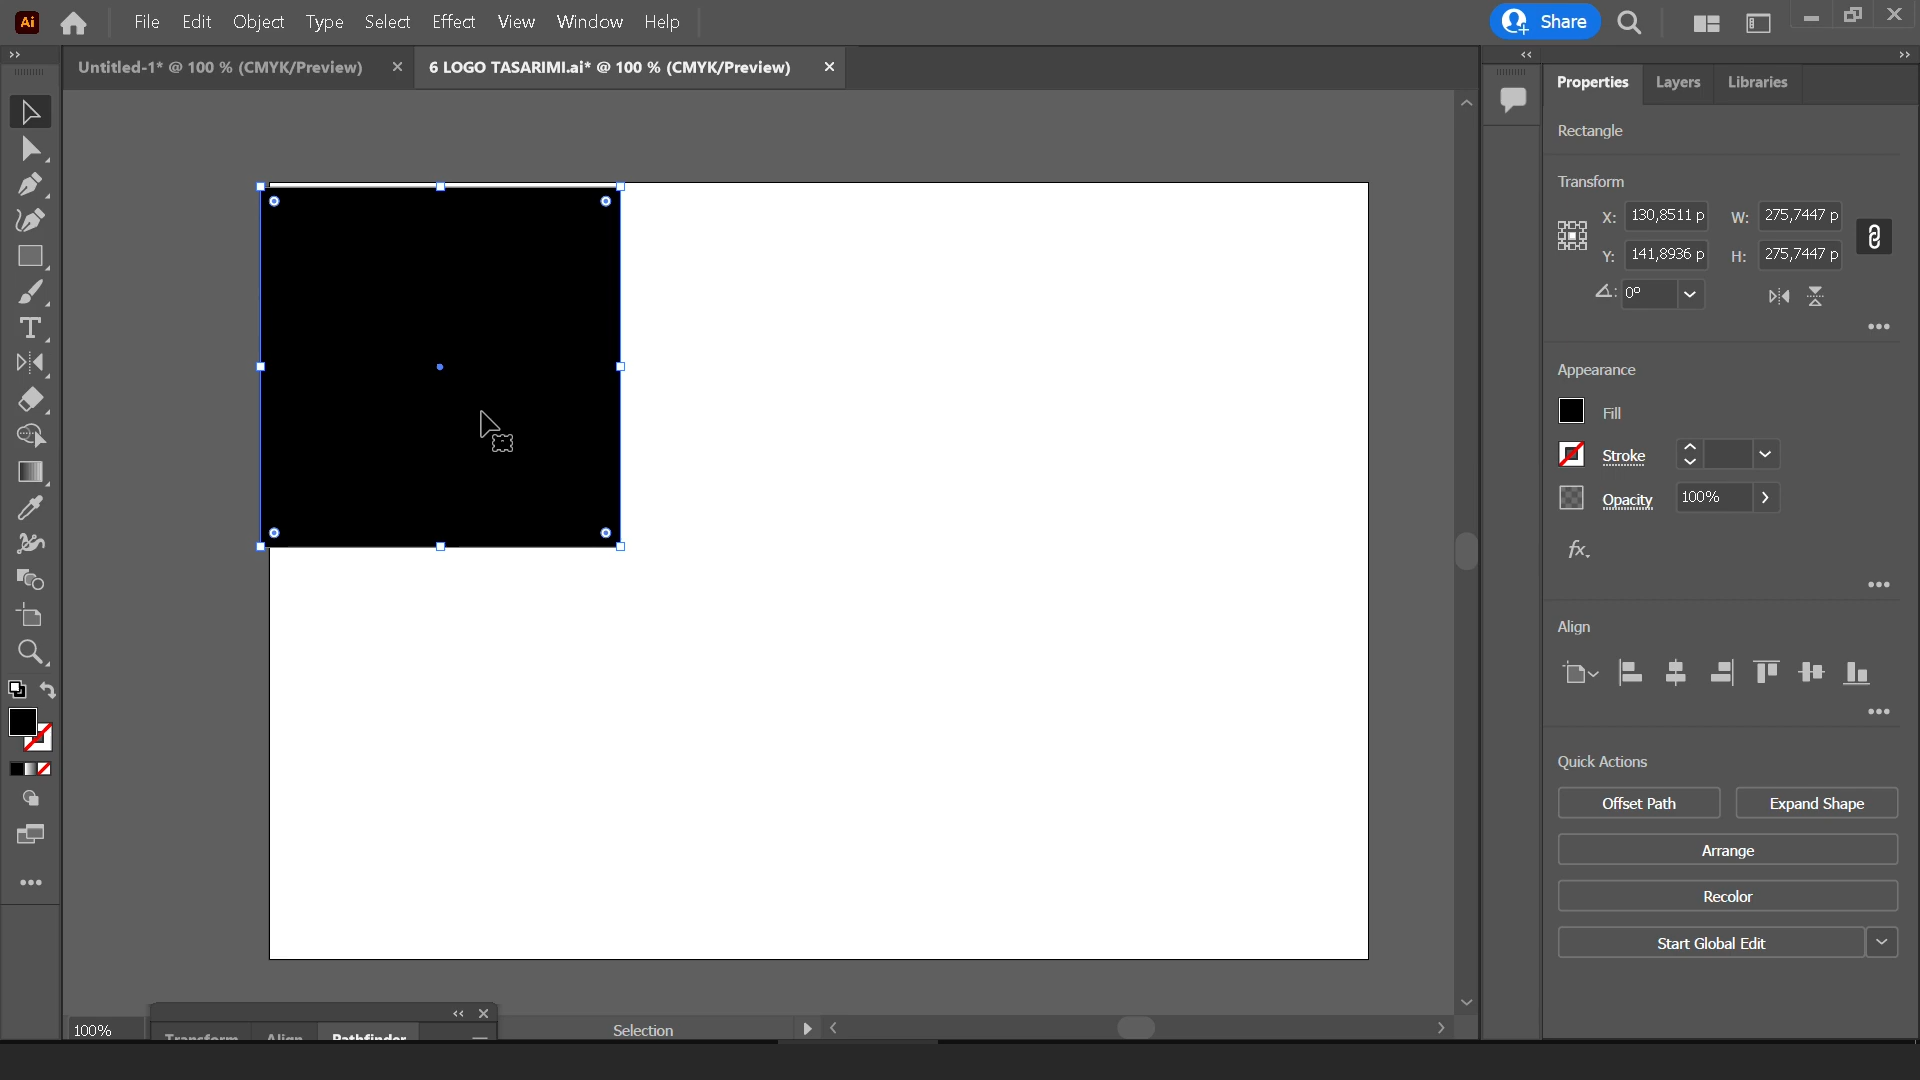 Ai File Edit Object Type Select Effect View Window Help Share
Untitled-1* @ 100 % (CMYK/Preview)
6 LOGO TASARIMI.ai* @ 100 % (CMYK/Preview)
Properties Layers Libraries
Rectangle
Transform
X: 130,8511 p W: 275,7447 p
Y: 141,8936 p H: 275,7447 p
0°
Appearance
Fill
Stroke
Opacity 100%
fx
Align
Quick Actions
Offset Path Expand Shape
Arrange
Recolor
Start Global Edit
100%
Transform Align Pathfinder
Selection